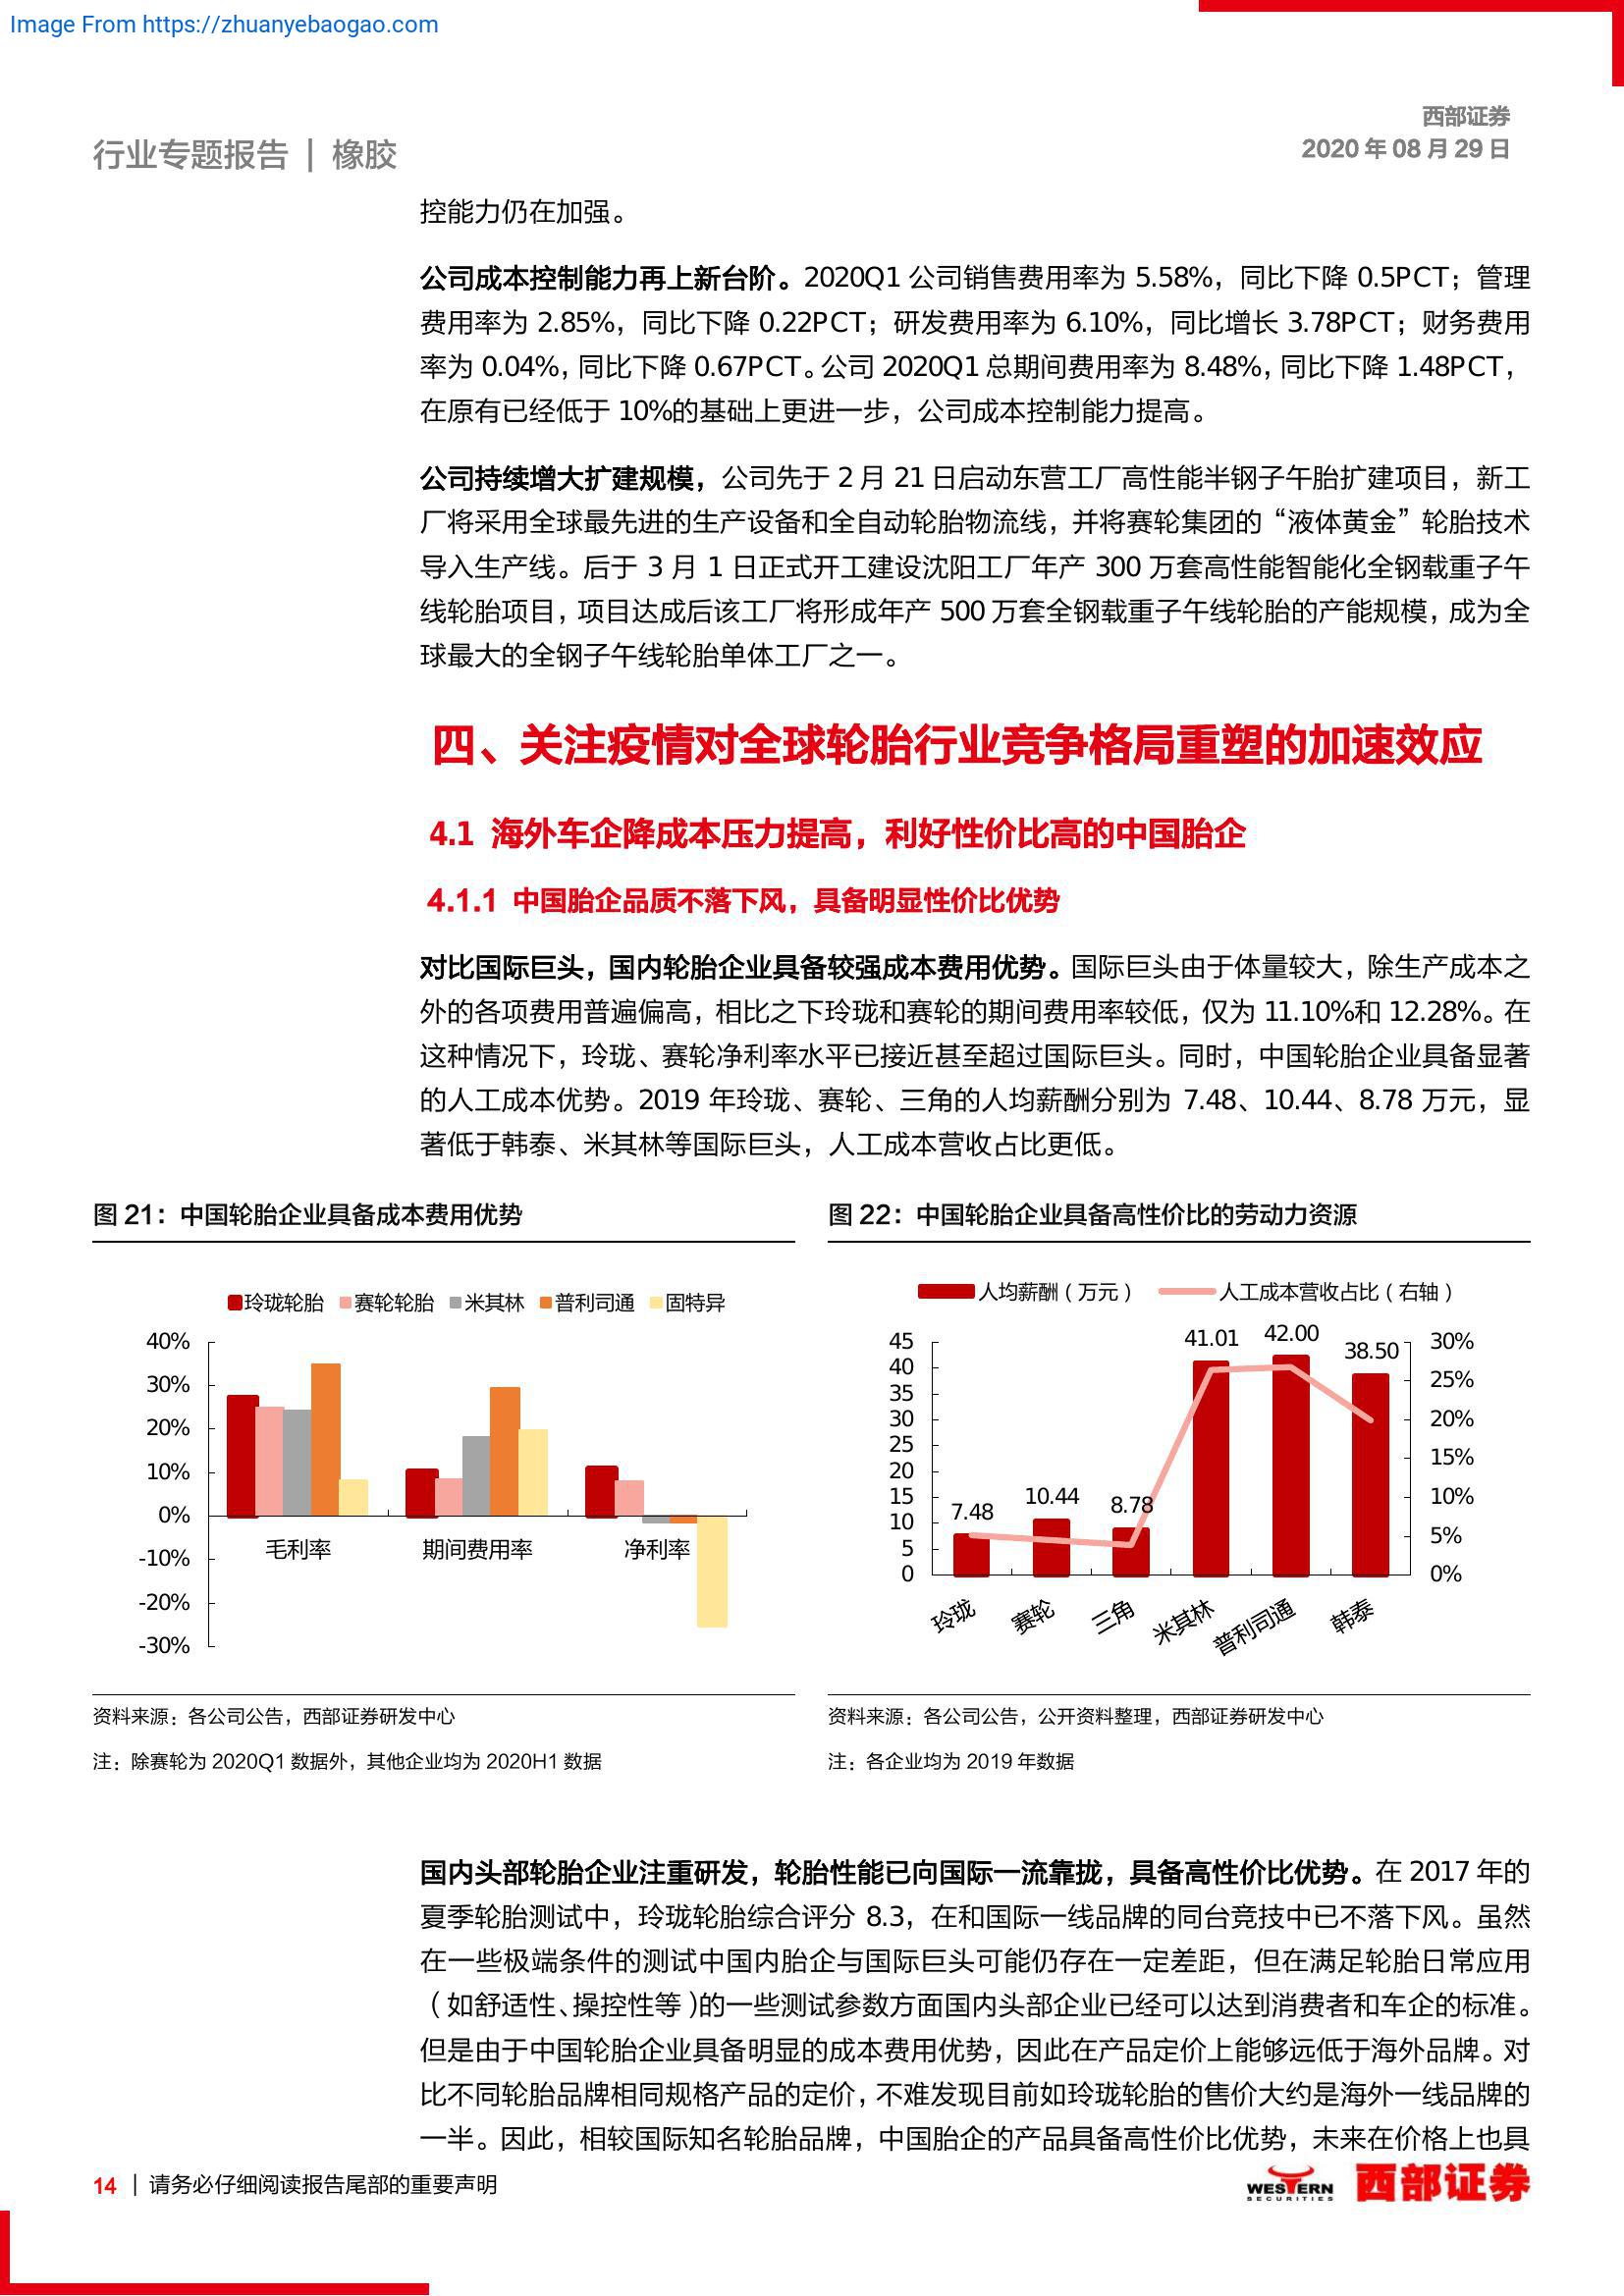 Image From https://zhuanyebaogao.com
西部证券
行业专题报告 | 橡胶
2020 年 08 月 29 日
控能力仍在加强。
公司成本控制能力再上新台阶。2020Q1 公司销售费用率为 5.58%，同比下降 0.5PCT；管理
费用率为 2.85%，同比下降 0.22PCT；研发费用率为 6.10%，同比增长 3.78PCT；财务费用
率为 0.04%，同比下降 0.67PCT。公司 2020Q1 总期间费用率为 8.48%，同比下降 1.48PCT，
在原有已经低于 10%的基础上更进一步，公司成本控制能力提高。
公司持续增大扩建规模，公司先于 2 月 21 日启动东营工厂高性能半钢子午胎扩建项目，新工
厂将采用全球最先进的生产设备和全自动轮胎物流线，并将赛轮集团的“液体黄金”轮胎技术
导入生产线。后于 3 月 1 日正式开工建设沈阳工厂年产 300 万套高性能智能化全钢载重子午
线轮胎项目，项目达成后该工厂将形成年产 500 万套全钢载重子午线轮胎的产能规模，成为全
球最大的全钢子午线轮胎单体工厂之一。
四、关注疫情对全球轮胎行业竞争格局重塑的加速效应
4.1 海外车企降成本压力提高，利好性价比高的中国胎企
4.1.1 中国胎企品质不落下风，具备明显性价比优势
对比国际巨头，国内轮胎企业具备较强成本费用优势。国际巨头由于体量较大，除生产成本之
外的各项费用普遍偏高，相比之下玲珑和赛轮的期间费用率较低，仅为 11.10%和 12.28%。在
这种情况下，玲珑、赛轮净利率水平已接近甚至超过国际巨头。同时，中国轮胎企业具备显著
的人工成本优势。2019 年玲珑、赛轮、三角的人均薪酬分别为 7.48、10.44、8.78 万元，显
著低于韩泰、米其林等国际巨头，人工成本营收占比更低。
图 21：中国轮胎企业具备成本费用优势
玲珑轮胎 赛轮轮胎 米其林 普利司通 固特异
40%
30%
20%
10%
0%
-10%
-20%
-30%
毛利率 期间费用率 净利率
资料来源：各公司公告，西部证券研发中心
注：除赛轮为 2020Q1 数据外，其他企业均为 2020H1 数据
图 22：中国轮胎企业具备高性价比的劳动力资源
人均薪酬（万元） 人工成本营收占比（右轴）
45
40
35
30
25
20
15
10
5
0
7.48 10.44 8.78 41.01 42.00 38.50
30%
25%
20%
15%
10%
5%
0%
玲珑 赛轮 三角 米其林 普利司通 韩泰
资料来源：各公司公告，公开资料整理，西部证券研发中心
注：各企业均为 2019 年数据
国内头部轮胎企业注重研发，轮胎性能已向国际一流靠拢，具备高性价比优势。在 2017 年的
夏季轮胎测试中，玲珑轮胎综合评分 8.3，在和国际一线品牌的同台竞技中已不落下风。虽然
在一些极端条件的测试中国内胎企与国际巨头可能仍存在一定差距，但在满足轮胎日常应用
（如舒适性、操控性等）的一些测试参数方面国内头部企业已经可以达到消费者和车企的标准。
但是由于中国轮胎企业具备明显的成本费用优势，因此在产品定价上能够远低于海外品牌。对
比不同轮胎品牌相同规格产品的定价，不难发现目前如玲珑轮胎的售价大约是海外一线品牌的
一半。因此，相较国际知名轮胎品牌，中国胎企的产品具备高性价比优势，未来在价格上也具
14 | 请务必仔细阅读报告尾部的重要声明
WESTERN
SECURITIES
西部证券